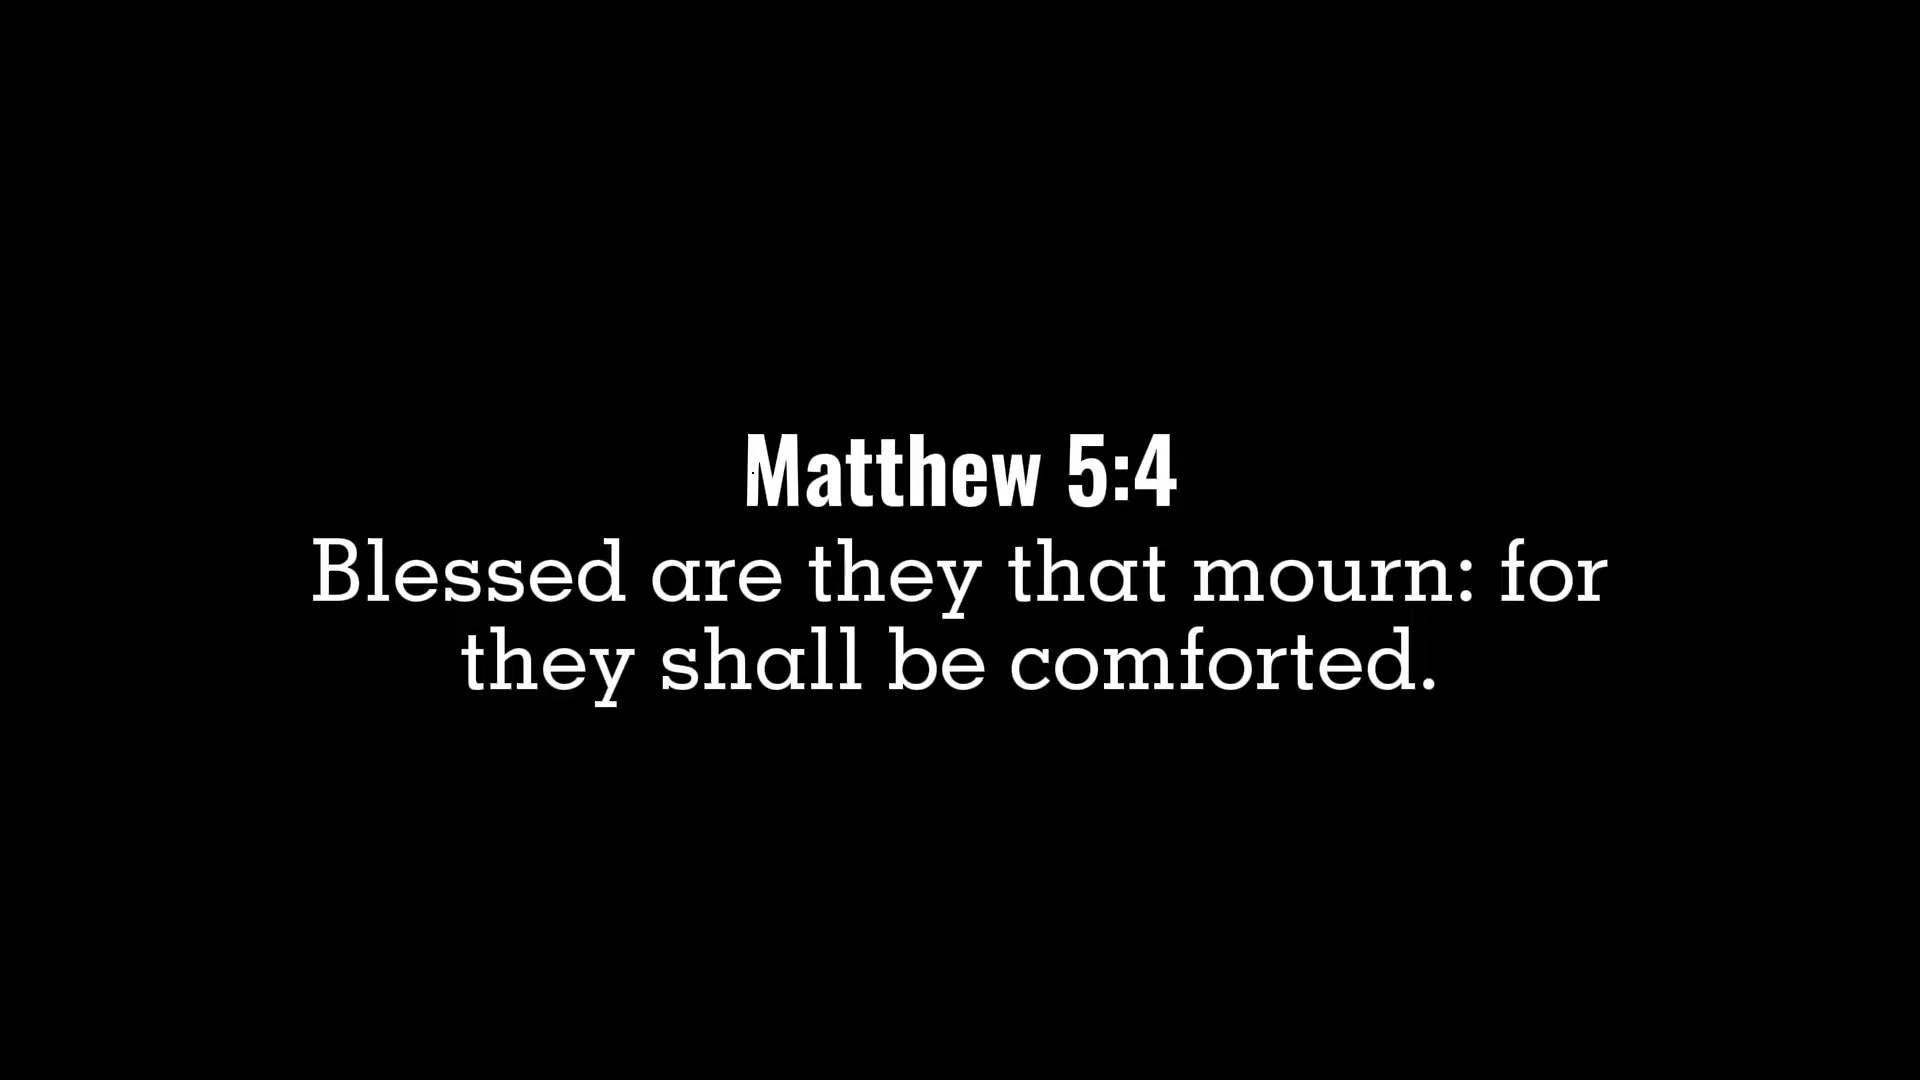 Matthew 5:4
Blessed are they that mourn: for
they shall be comforted.